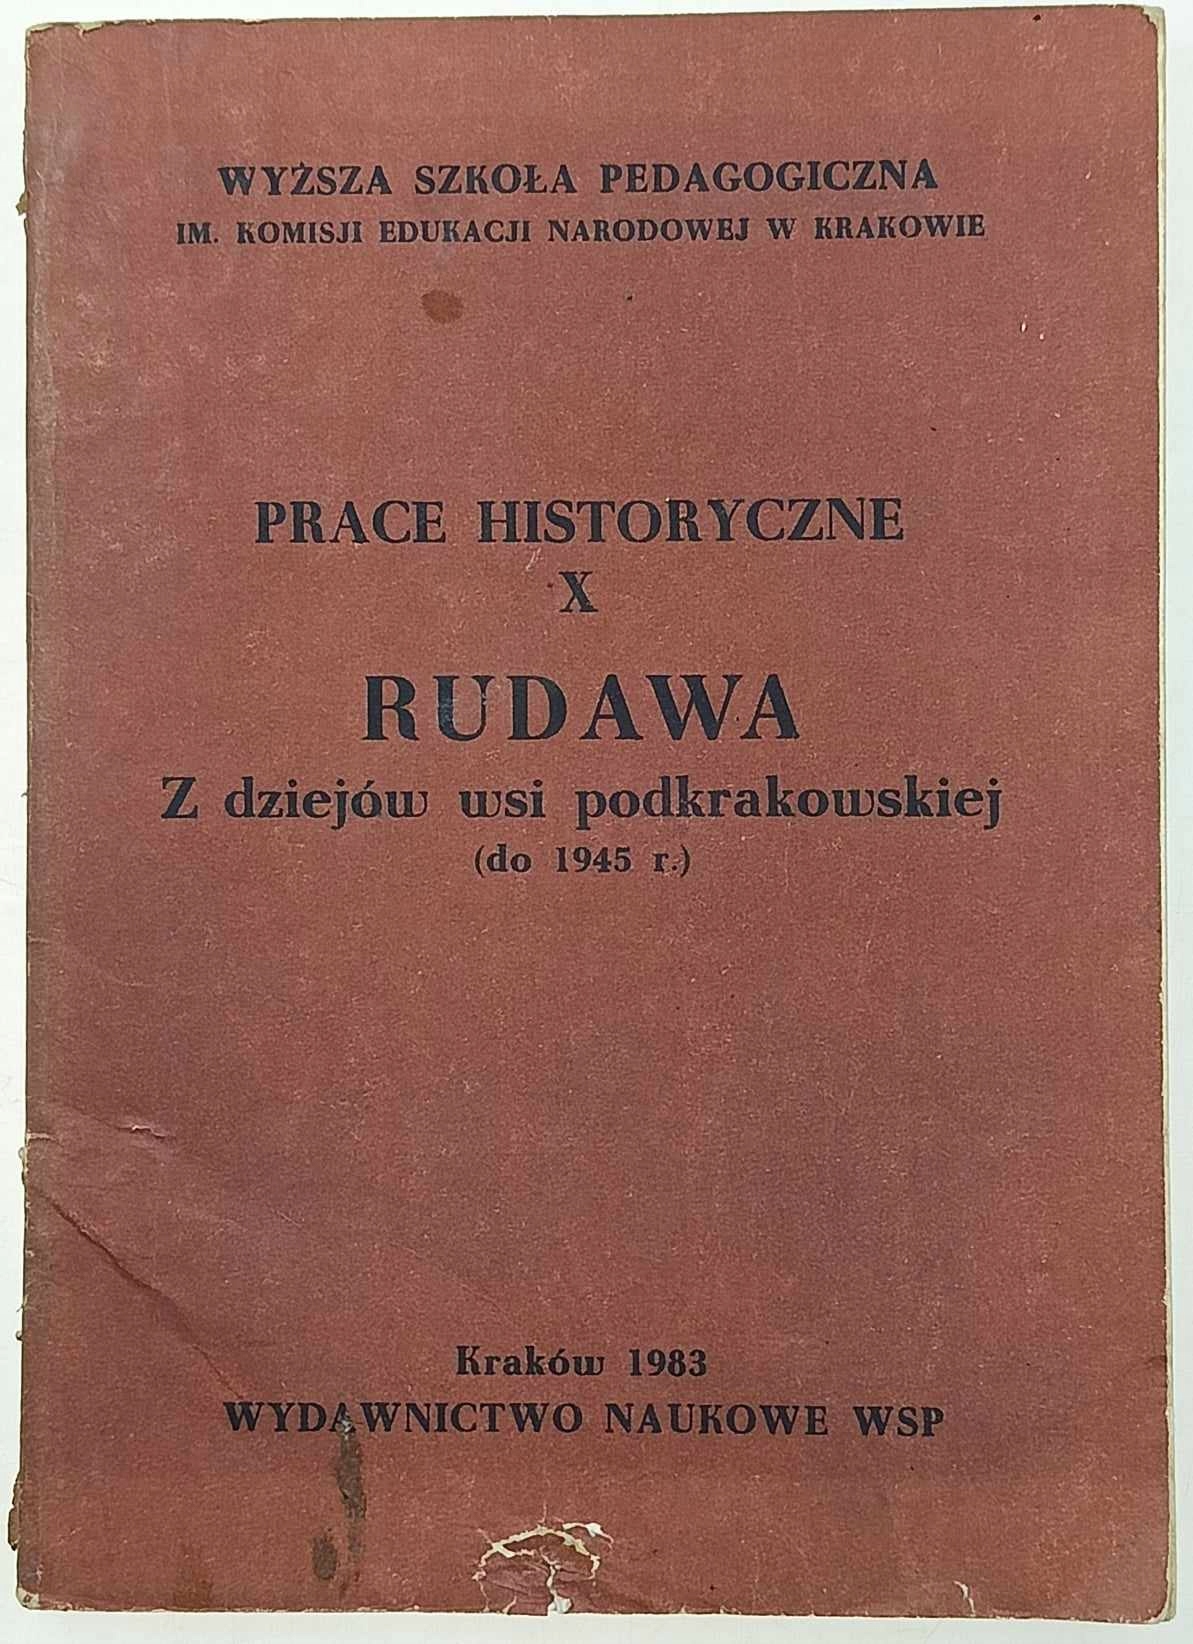 WYŻSZA SZKOŁA PEDAGOGICZNA
IM. KOMISJI EDUKACJI NARODOWEJ W KRAKOWIE
PRACE HISTORYCZNE
X
RUDAWA
Z dziejów wsi podkrakowskiej
(do 1945 r.)
Kraków 1983
WYDAWNICTWO NAUKOWE WSP